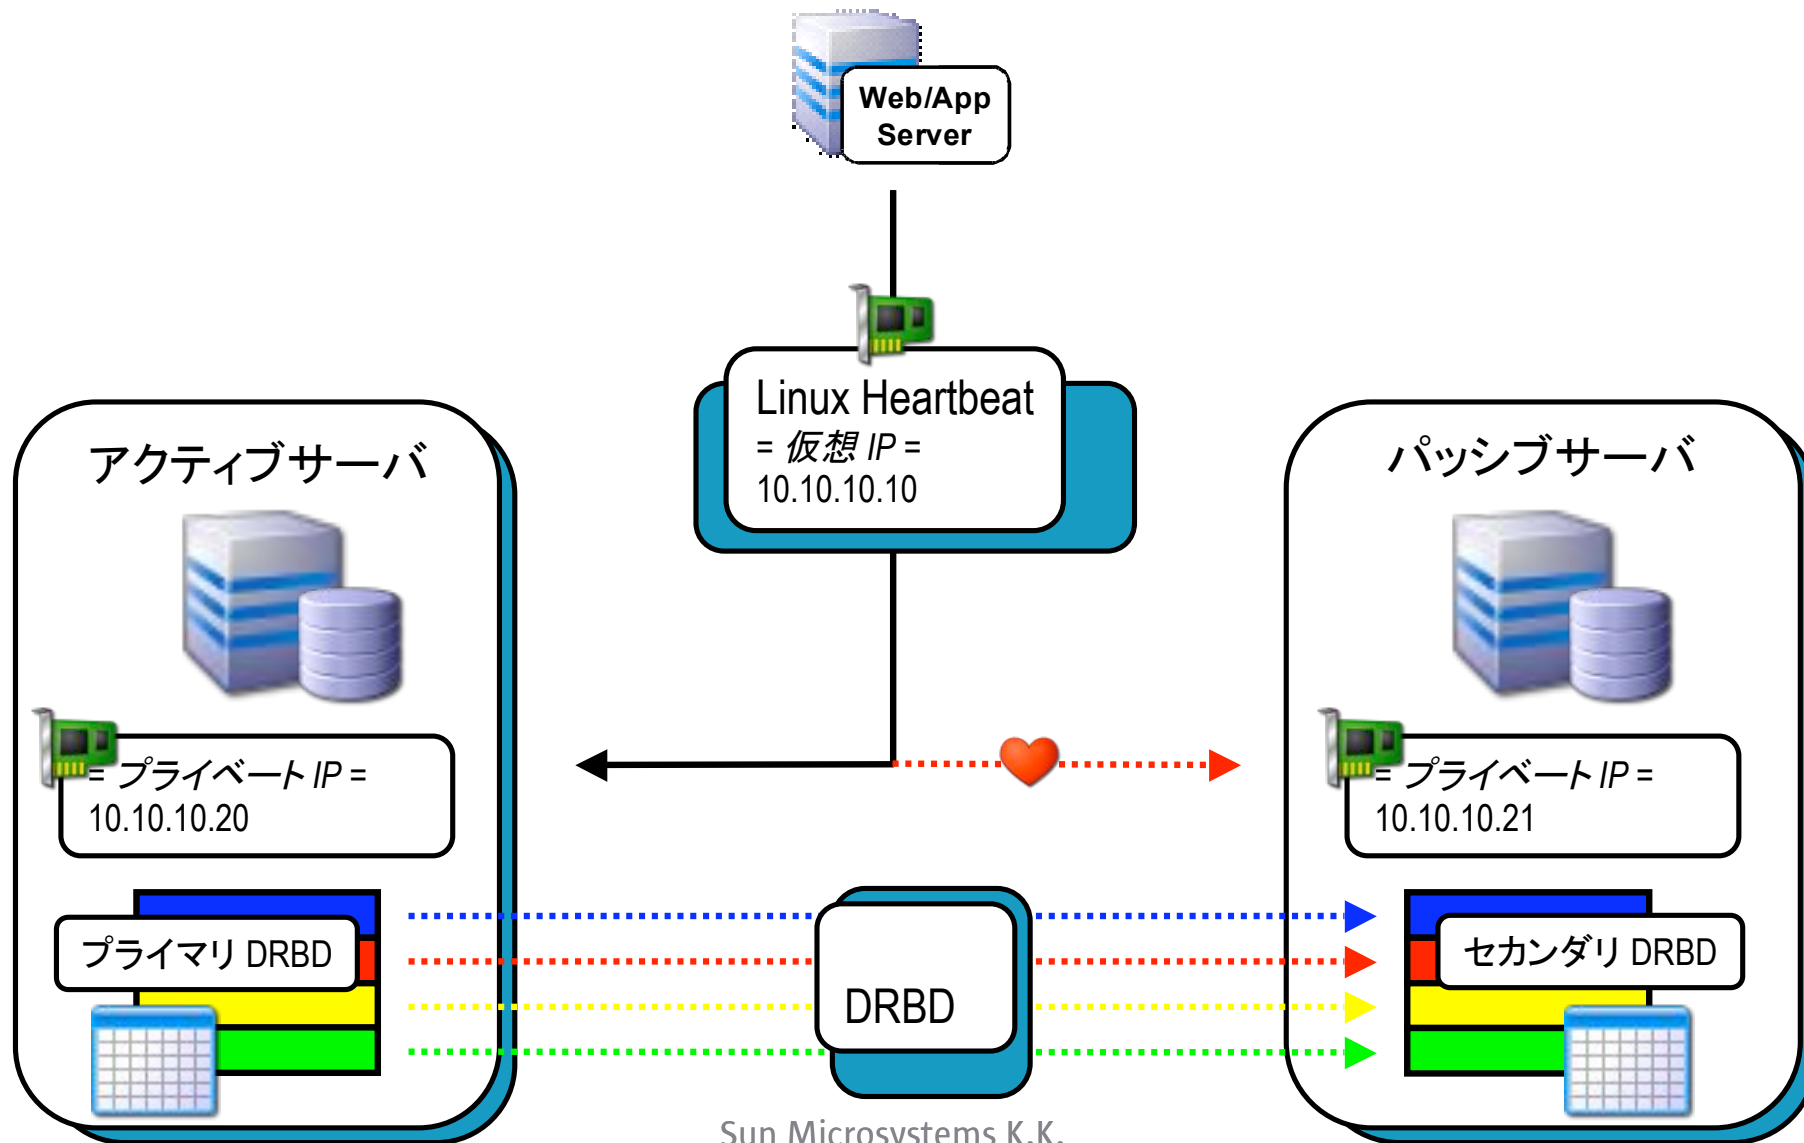 Web/App
Server
Linux Heartbeat
= 仮想 IP =
10.10.10.10
アクティブサーバ
= プライベート IP =
10.10.10.20
プライマリ DRBD
パッシブサーバ
= プライベート IP =
10.10.10.21
セカンダリ DRBD
DRBD
Sun Microsystems K.K.